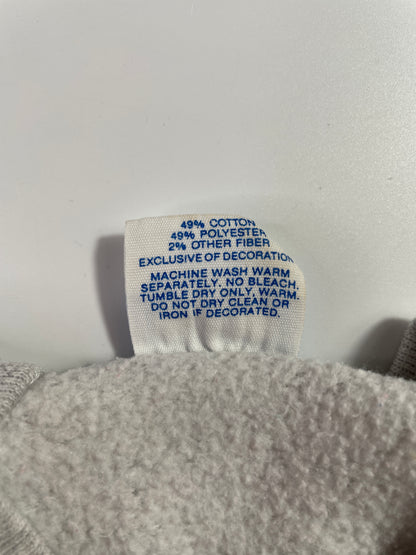 49% COTTON
49% POLYESTER
2% OTHER FIBER
EXCLUSIVE OF DECORATION
MACHINE WASH WARM
SEPARATELY. NO BLEACH.
TUMBLE DRY ONLY, WARM.
DO NOT DRY CLEAN OR
IRON IF DECORATED.